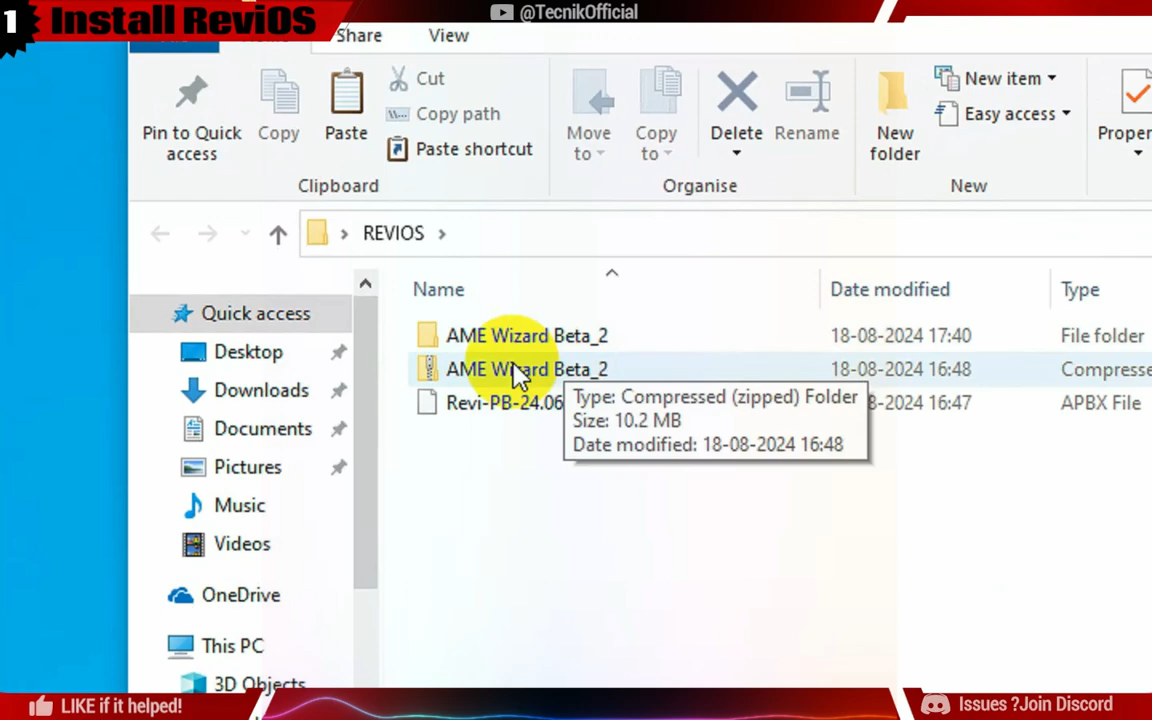 1 Install ReviOS
@TecnikOfficial
Share View
Pin to Quick access
Copy
Paste
Cut
Copy path
Paste shortcut
Move to
Copy to
Delete
Rename
New folder
New item
Easy access
Clipboard
Organise
New
REVIOS
Name Date modified Type
Quick access
Desktop
Downloads
Documents
Pictures
Music
Videos
OneDrive
This PC
3D Objects
AME Wizard Beta_2 18-08-2024 17:40 File folder
AME Wizard Beta_2 18-08-2024 16:48
Revi-PB-24.06 8-2024 16:47 APBX File
Type: Compressed (zipped) Folder
Size: 10.2 MB
Date modified: 18-08-2024 16:48
LIKE if it helped!
Issues ?Join Discord